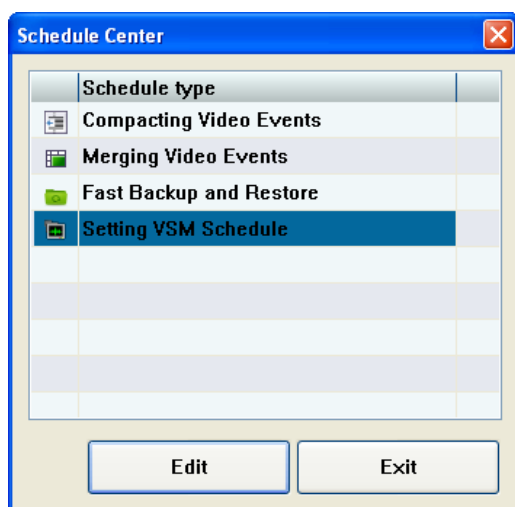 Schedule Center
Schedule type
Compacting Video Events
Merging Video Events
Fast Backup and Restore
Setting VSM Schedule
Edit Exit